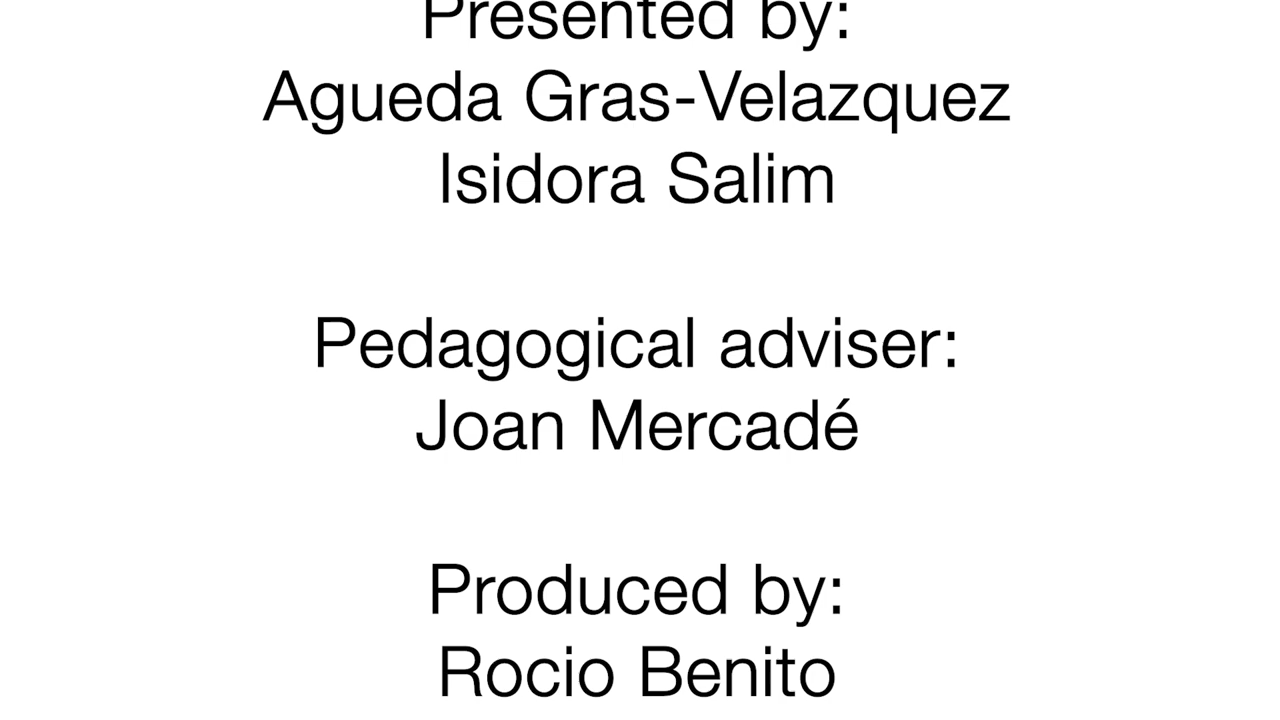 Presented by:
Agueda Gras-Velazquez
Isidora Salim
Pedagogical adviser:
Joan Mercadé
Produced by:
Rocio Benito